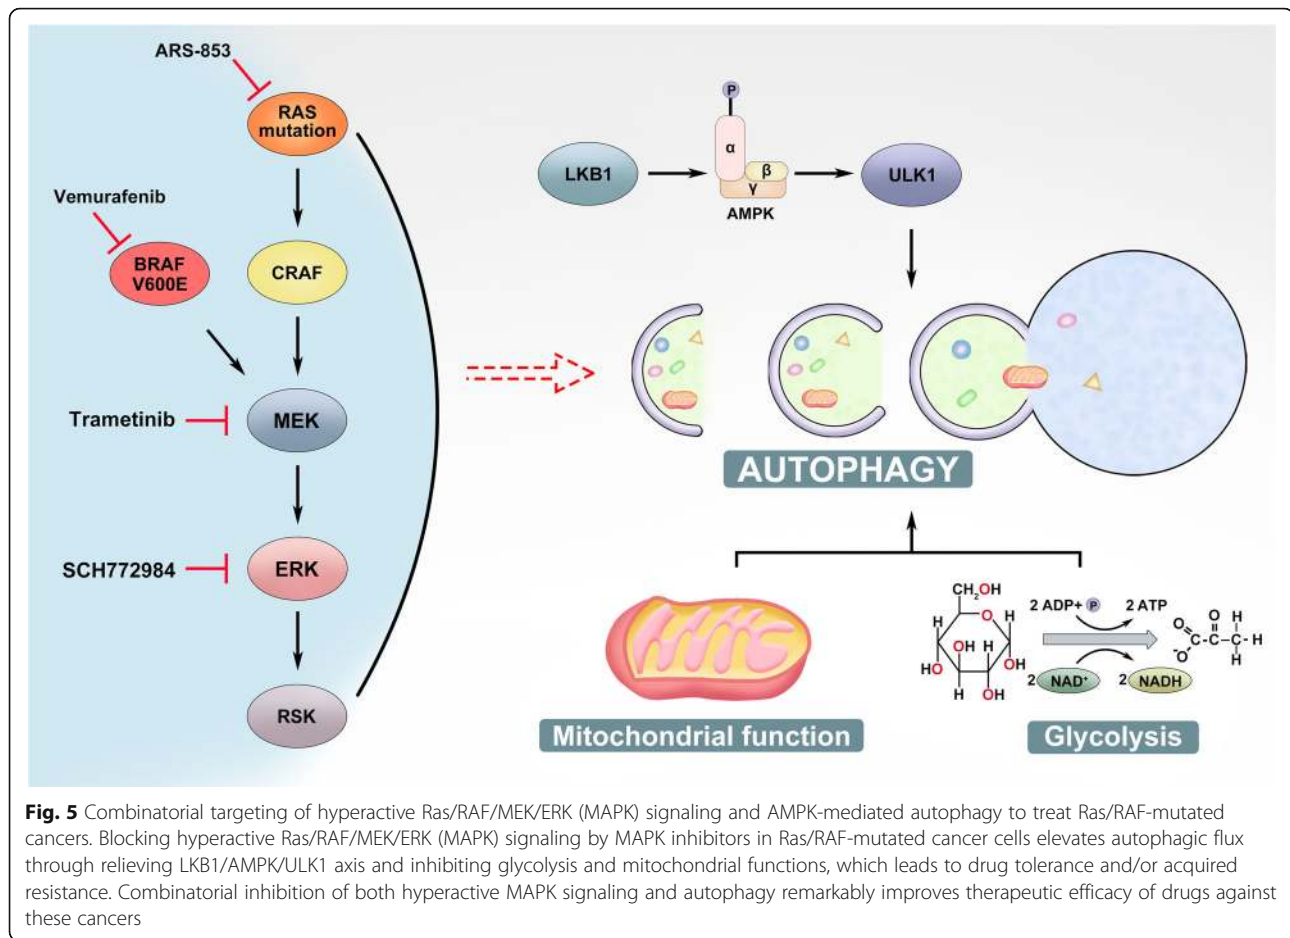 ARS-853
RAS
mutation
Vemurafenib
BRAF
V600E
CRAF
Trametinib
MEK
SCH772984
ERK
RSK
P
LKB1
α
β
γ
AMPK
ULK1
AUTOPHAGY
Mitochondrial function
CH2OH
O
H
H
H
OH
H
HO
OH
H
OH
2 ADP+ P
2 ATP
2 NAD+
2 NADH
O
O
H
C-C-C-H
O-
H
Glycolysis
Fig. 5 Combinatorial targeting of hyperactive Ras/RAF/MEK/ERK (MAPK) signaling and AMPK-mediated autophagy to treat Ras/RAF-mutated
cancers. Blocking hyperactive Ras/RAF/MEK/ERK (MAPK) signaling by MAPK inhibitors in Ras/RAF-mutated cancer cells elevates autophagic flux
through relieving LKB1/AMPK/ULK1 axis and inhibiting glycolysis and mitochondrial functions, which leads to drug tolerance and/or acquired
resistance. Combinatorial inhibition of both hyperactive MAPK signaling and autophagy remarkably improves therapeutic efficacy of drugs against
these cancers